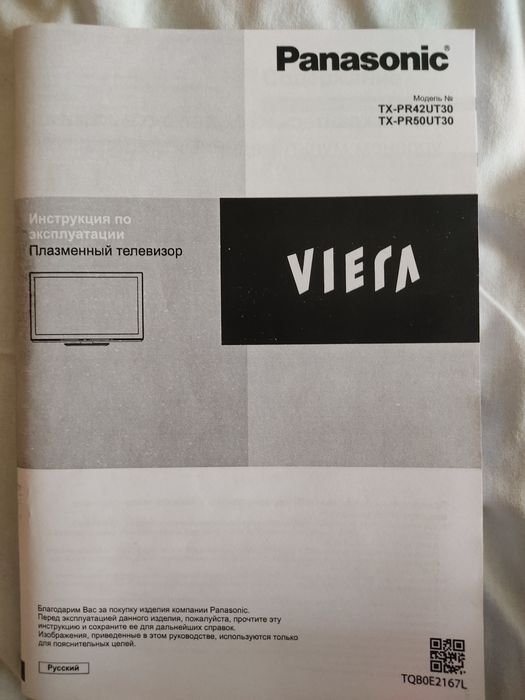 Panasonic®
Модель №
TX-PR42UT30
TX-PR50UT30
Инструкция по
эксплуатации
Плазменный телевизор
VIErA
Благодарим Вас за покупку изделия компании Panasonic.
Перед эксплуатацией данного изделия, пожалуйста, прочтите эту
инструкцию и сохраните ее для дальнейших справок.
Изображения, приведенные в этом руководстве, используются только
для пояснительных целей.
Русский
TQB0E2167L